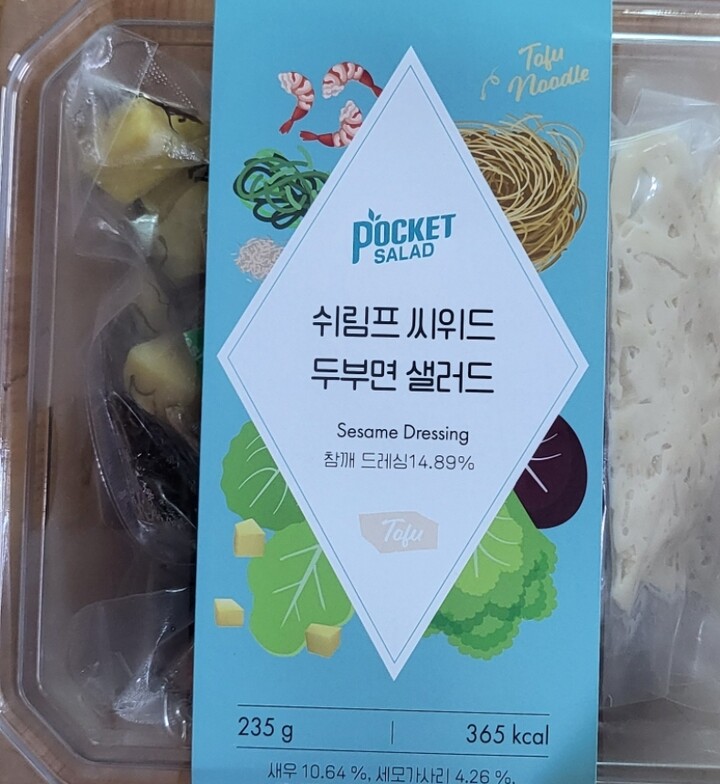 Tofu
Noodle
POCKET
SALAD
쉬림프 씨위드
두부면 샐러드
Sesame Dressing
참깨 드레싱14.89%
Tofu
235 g | 365 kcal
새우 10.64 %, 세모가사리 4.26 %,